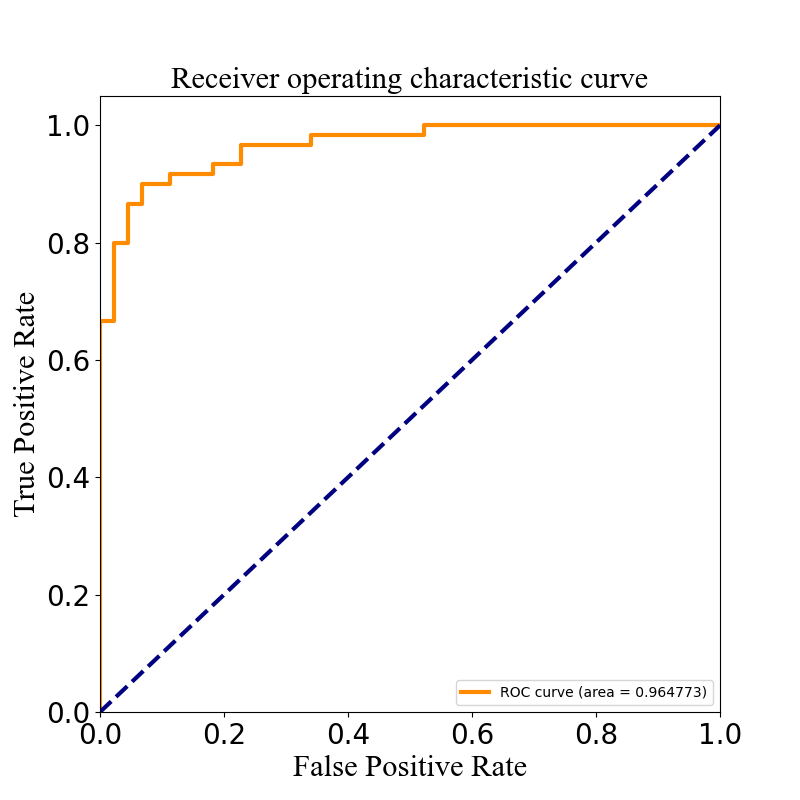 Receiver operating characteristic curve
True Positive Rate
1.0
0.8
0.6
0.4
0.2
0.0
0.0 0.2 0.4 0.6 0.8 1.0
False Positive Rate
ROC curve (area = 0.964773)